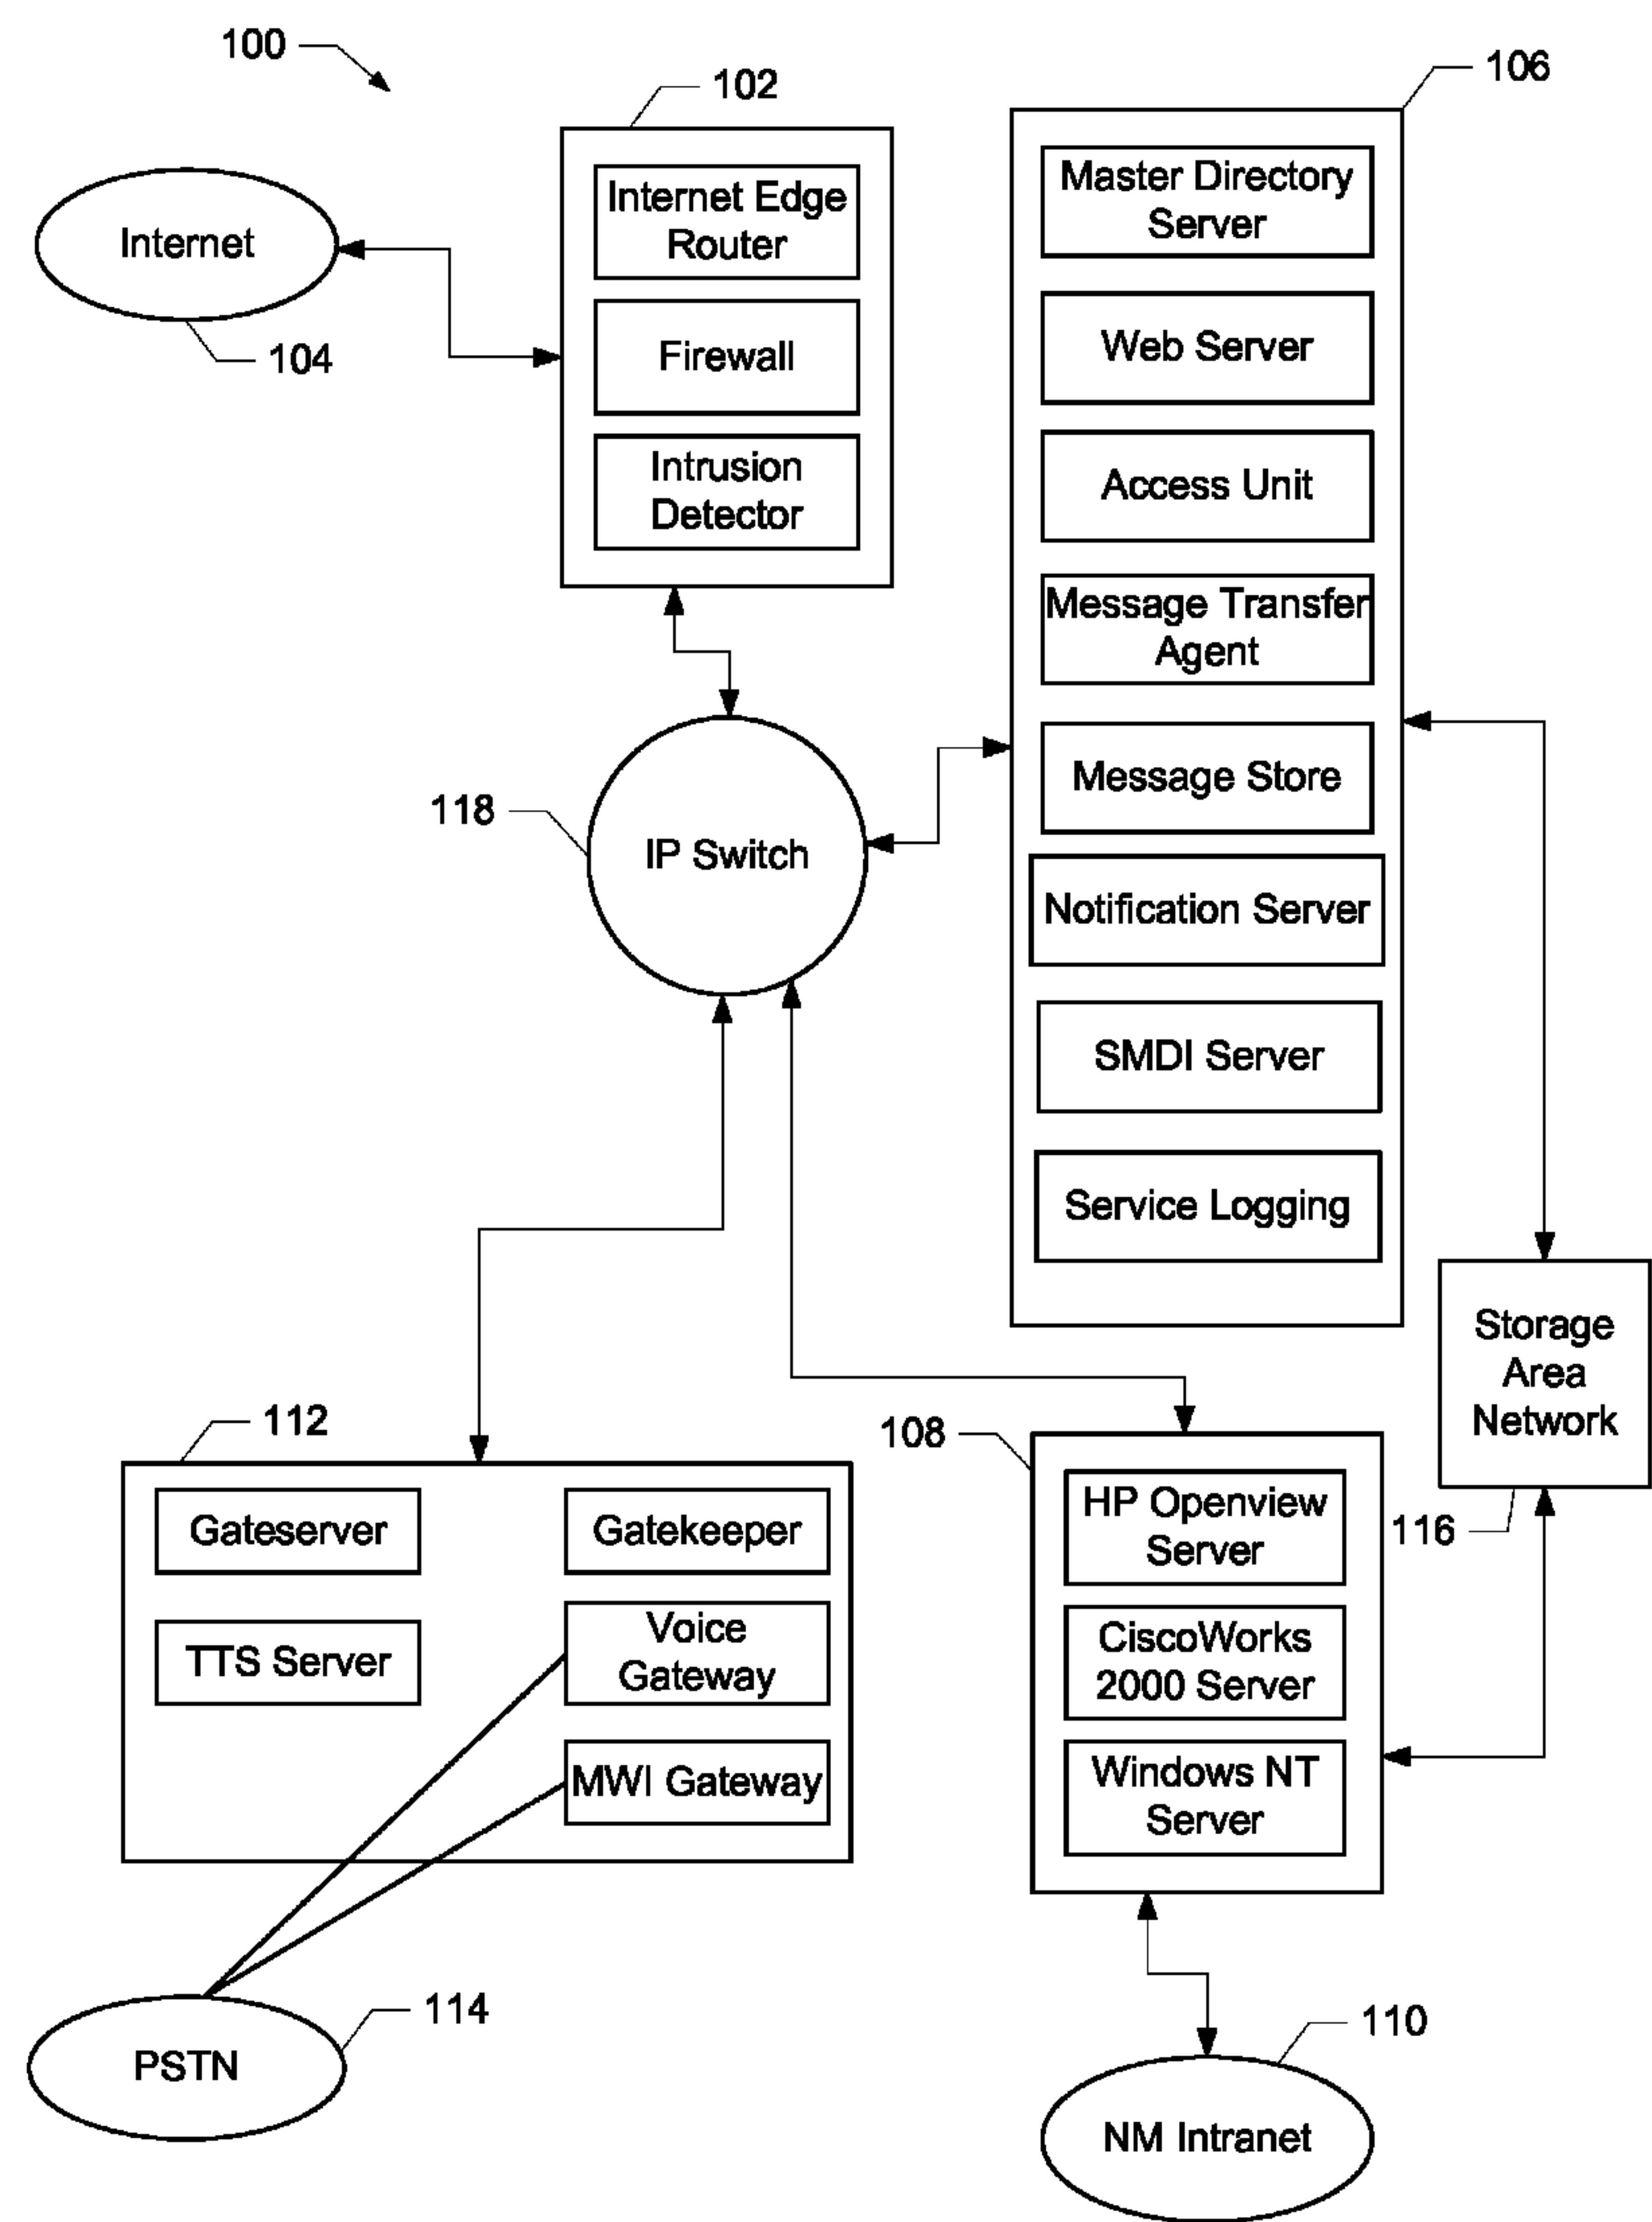 100
102
106
Internet
104
Internet Edge
Router
Firewall
Intrusion
Detector
Master Directory
Server
Web Server
Access Unit
Message Transfer
Agent
Message Store
Notification Server
SMDI Server
Service Logging
118
IP Switch
Storage
Area
Network
116
112
Gateserver
Gatekeeper
TTS Server
Voice
Gateway
MWI Gateway
108
HP Openview
Server
CiscoWorks
2000 Server
Windows NT
Server
114
PSTN
110
NM Intranet